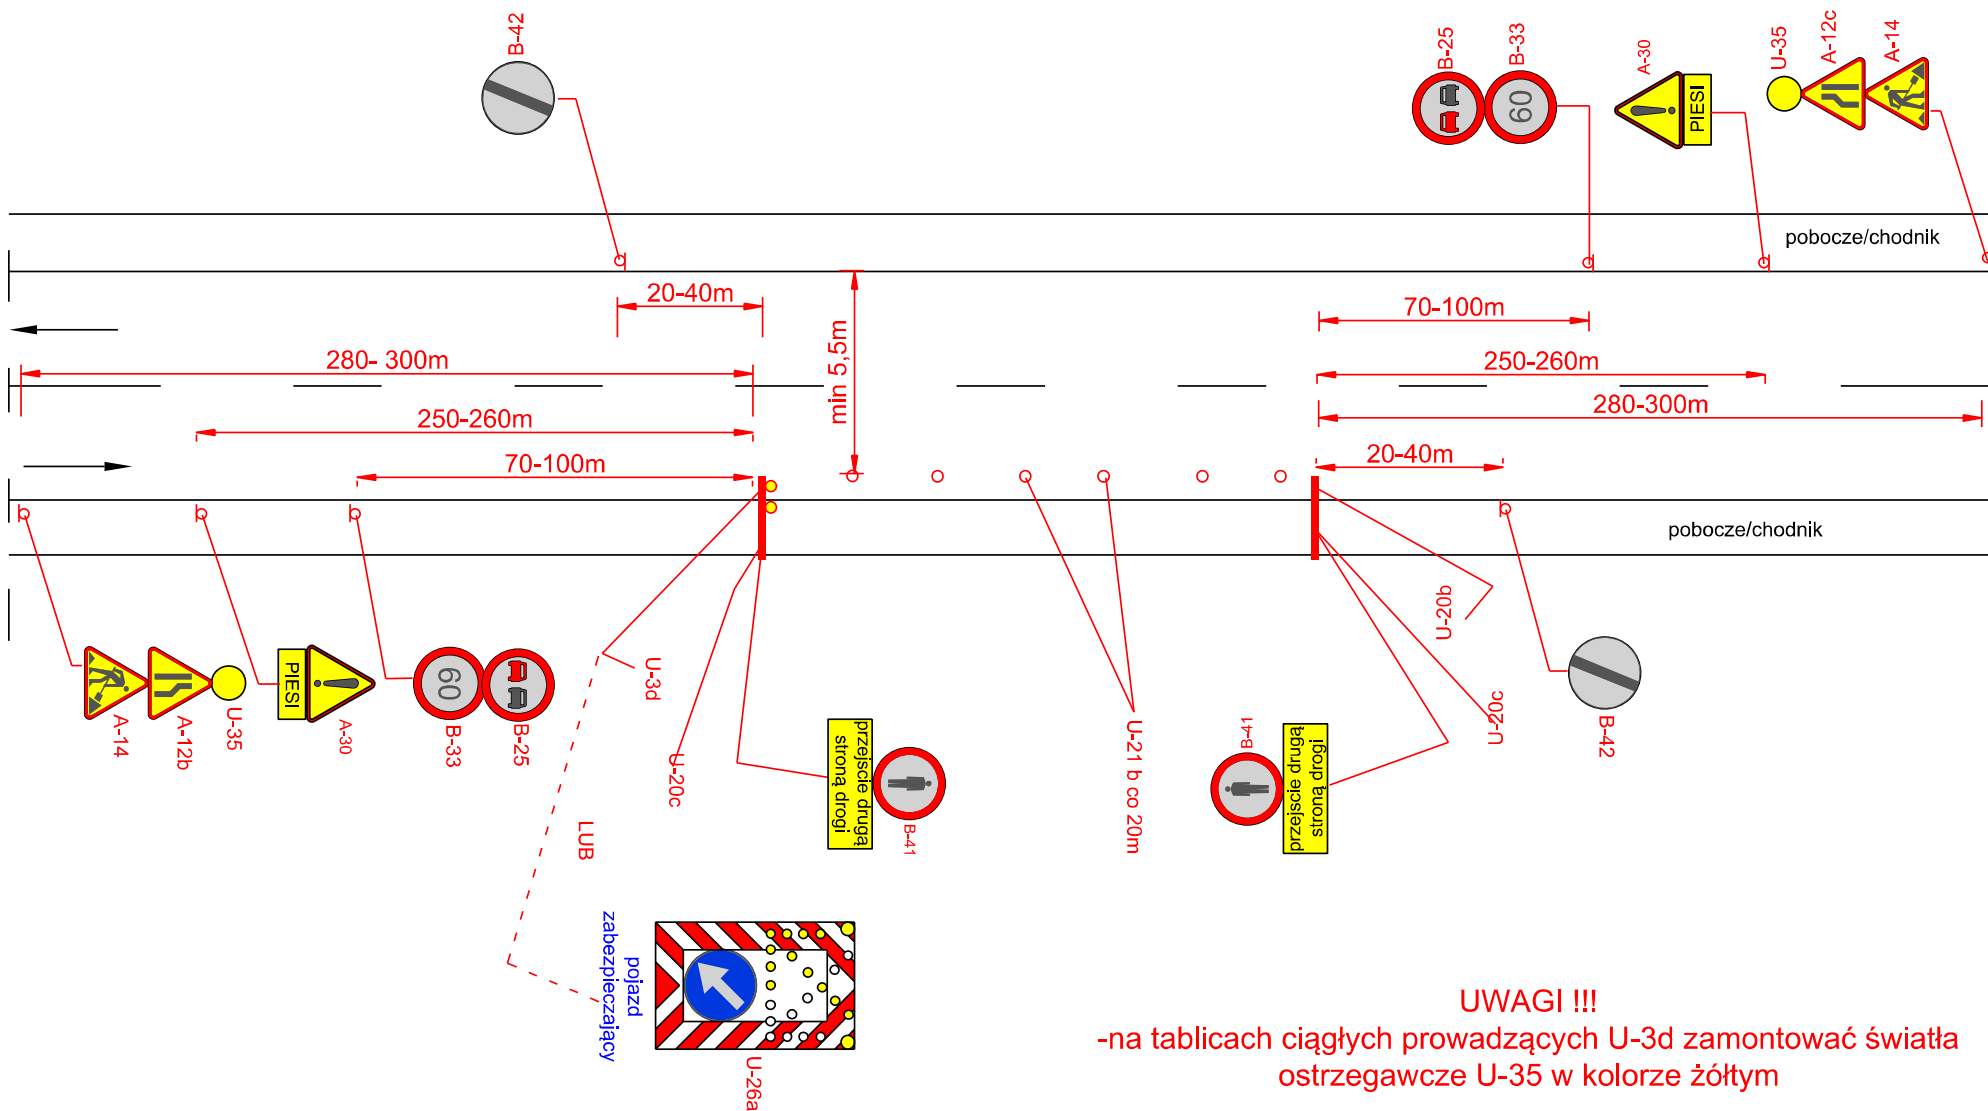 B-42
B-25
B-33
60
A-30
PIESI
U-35
A-12c
A-14
pobocze/chodnik
20-40m
70-100m
min 5,5m
280- 300m
250-260m
250-260m
280-300m
70-100m
20-40m
pobocze/chodnik
A-14
A-12b
U-35
PIESI
A-30
60
B-33
B-25
U-3d
U-20c
LUB
przejscie drugą
stroną drogi
B-41
U-21 b co 20m
B-41
przejscie drugą
stroną drogi
U-20b
U-20c
B-42
pojazd
zabezpieczający
U-26a
UWAGI !!!
-na tablicach ciągłych prowadzących U-3d zamontować światła
ostrzegawcze U-35 w kolorze żółtym